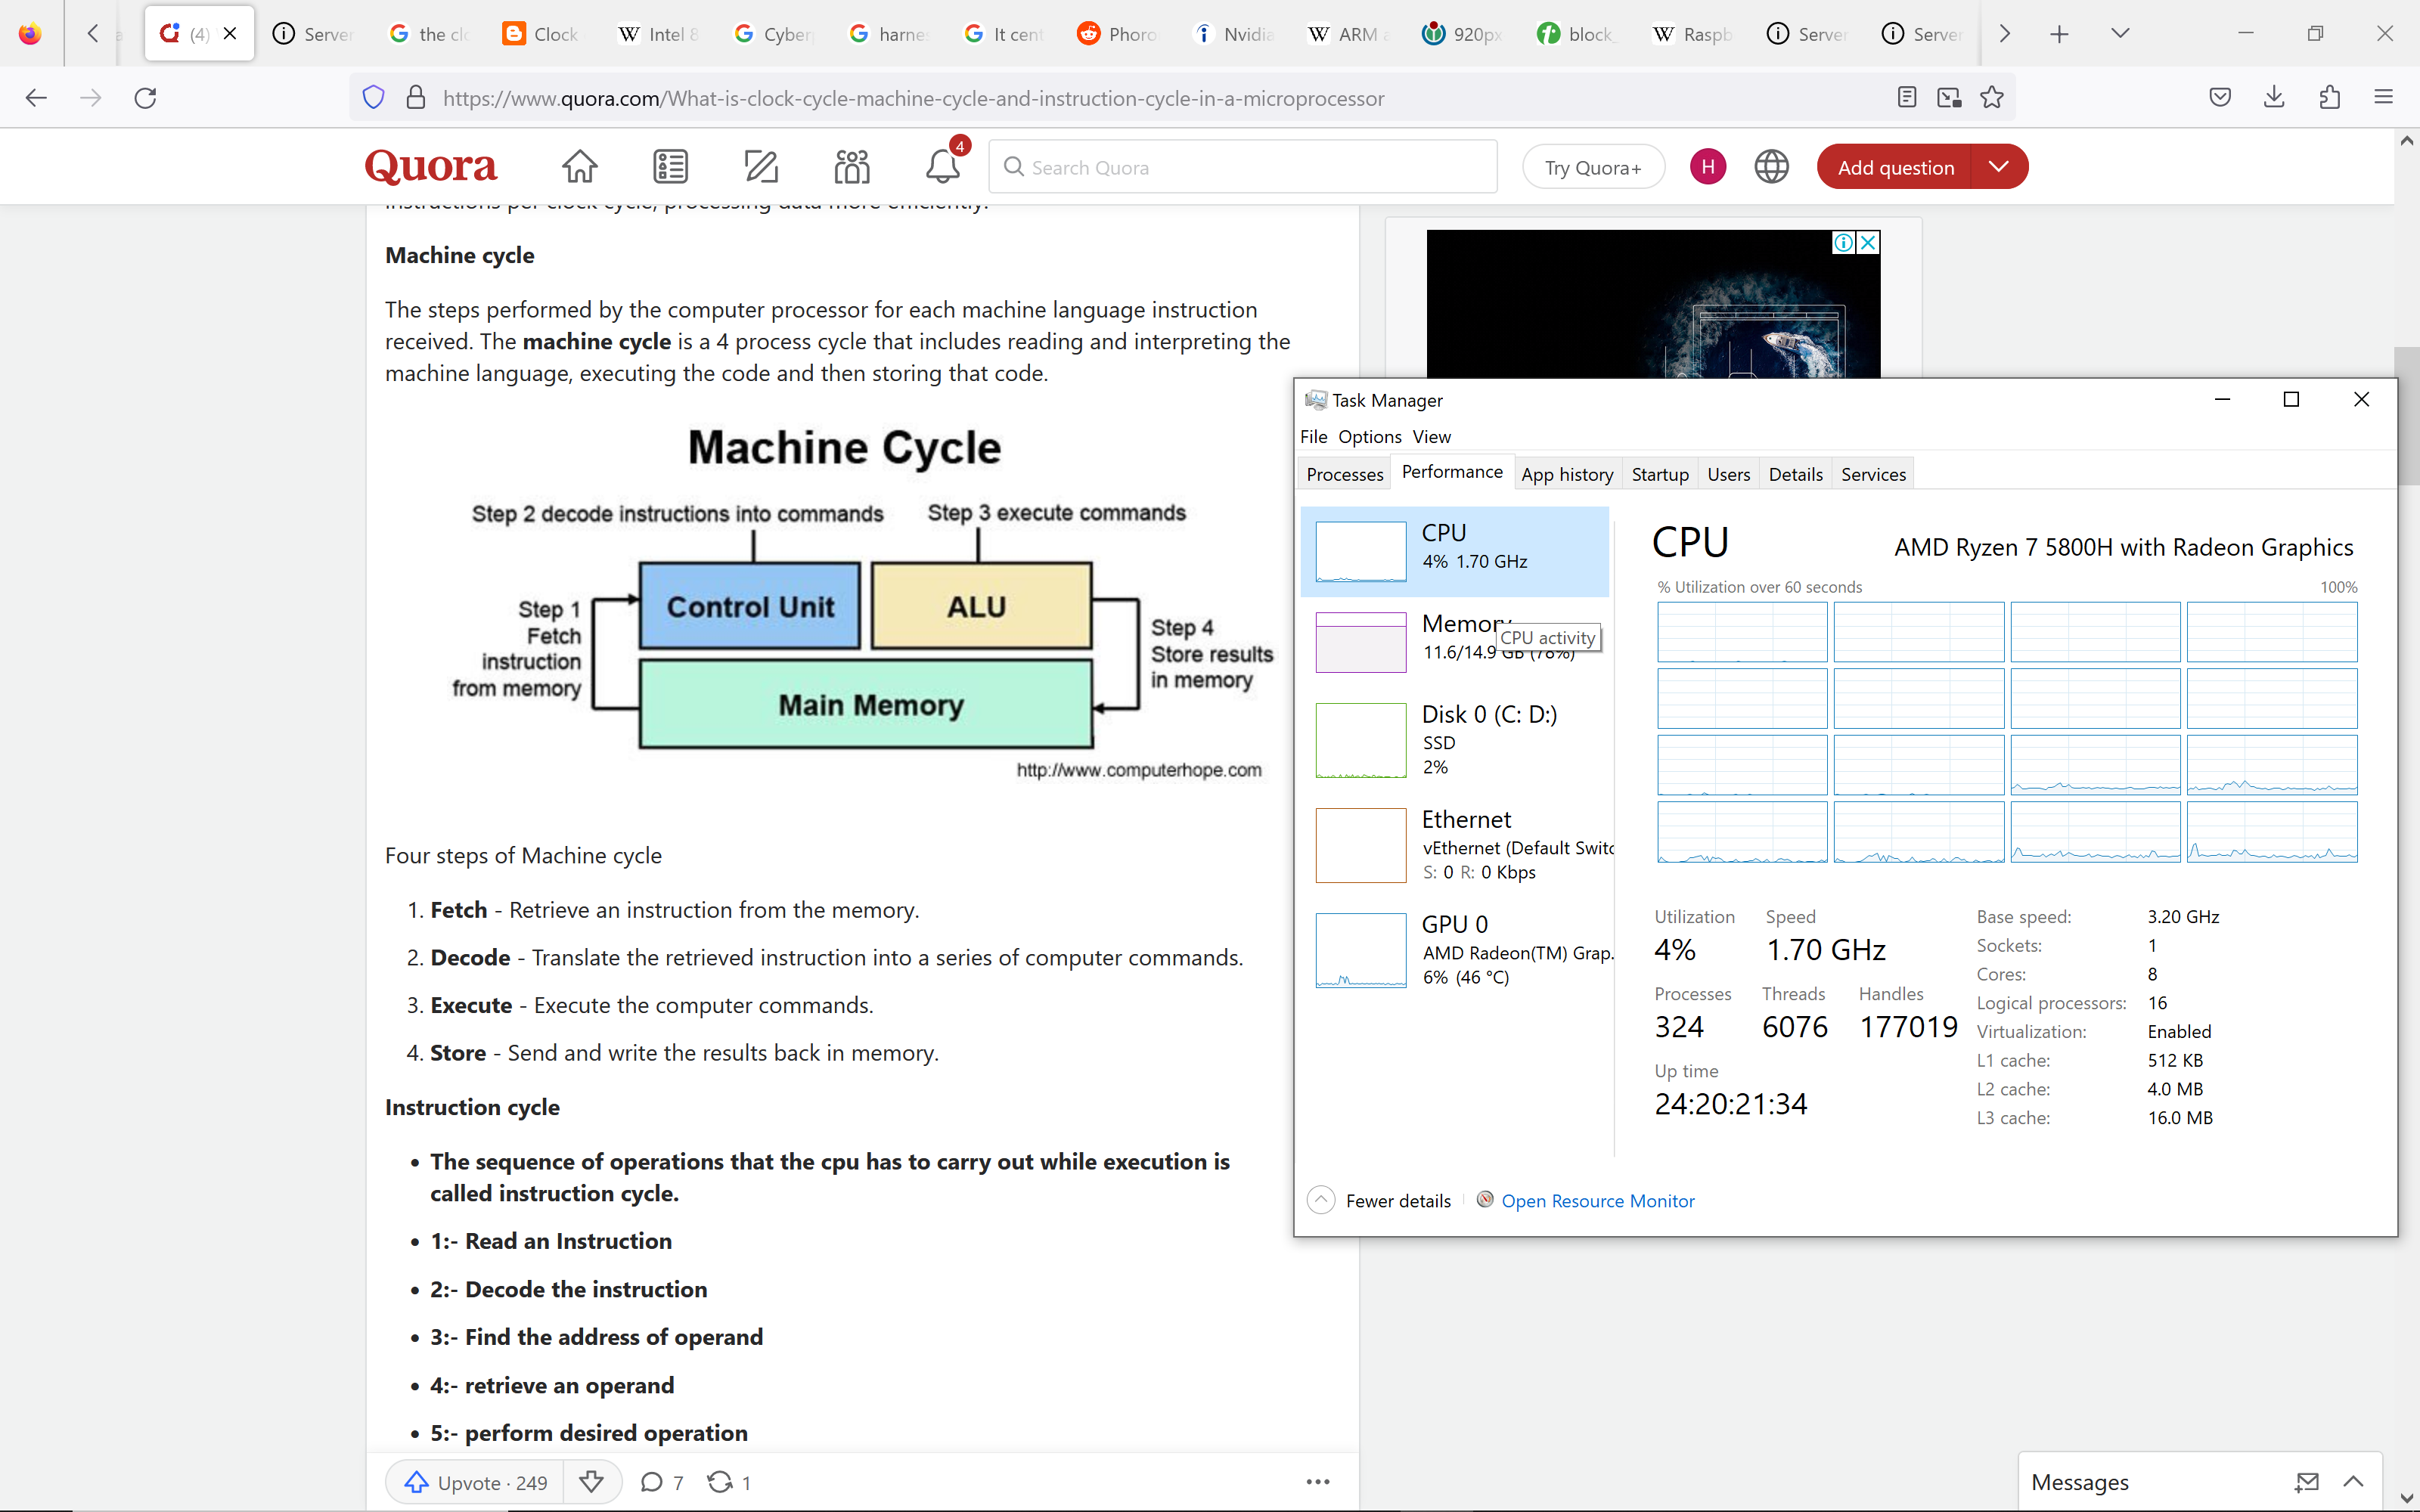 (4)
Server
the clo
Clock
Intel 8
Cyber
harne
It cent
Phoro
Nvidia
ARM a
920px
block_
Raspb
Server
Server
https://www.quora.com/What-is-clock-cycle-machine-cycle-and-instruction-cycle-in-a-microprocessor
Quora
4
Search Quora
Try Quora+
H
Add question
instructions per clock cycle, processing data more efficiently.
Machine cycle
The steps performed by the computer processor for each machine language instruction
received. The machine cycle is a 4 process cycle that includes reading and interpreting the
machine language, executing the code and then storing that code.
Machine Cycle
Step 2 decode instructions into commands
Step 3 execute commands
Control Unit
ALU
Step 1
Fetch
instruction
from memory
Step 4
Store results
in memory
Main Memory
http://www.computerhope.com
Four steps of Machine cycle
1. Fetch - Retrieve an instruction from the memory.
2. Decode - Translate the retrieved instruction into a series of computer commands.
3. Execute - Execute the computer commands.
4. Store - Send and write the results back in memory.
Instruction cycle
• The sequence of operations that the cpu has to carry out while execution is
called instruction cycle.
• 1:- Read an Instruction
• 2:- Decode the instruction
• 3:- Find the address of operand
• 4:- retrieve an operand
• 5:- perform desired operation
Upvote · 249
7
1
Task Manager
File Options View
Processes Performance App history Startup Users Details Services
CPU
4% 1.70 GHz
Memory
CPU activity
11.6/14.9 GB (78%)
Disk 0 (C: D:)
SSD
2%
Ethernet
vEthernet (Default Switc
S: 0 R: 0 Kbps
GPU 0
AMD Radeon(TM) Grap.
6% (46 °C)
CPU
AMD Ryzen 7 5800H with Radeon Graphics
% Utilization over 60 seconds
100%
Utilization Speed
4% 1.70 GHz
Processes Threads Handles
324 6076 177019
Up time
24:20:21:34
Base speed: 3.20 GHz
Sockets: 1
Cores: 8
Logical processors: 16
Virtualization: Enabled
L1 cache: 512 KB
L2 cache: 4.0 MB
L3 cache: 16.0 MB
Fewer details
Open Resource Monitor
Messages